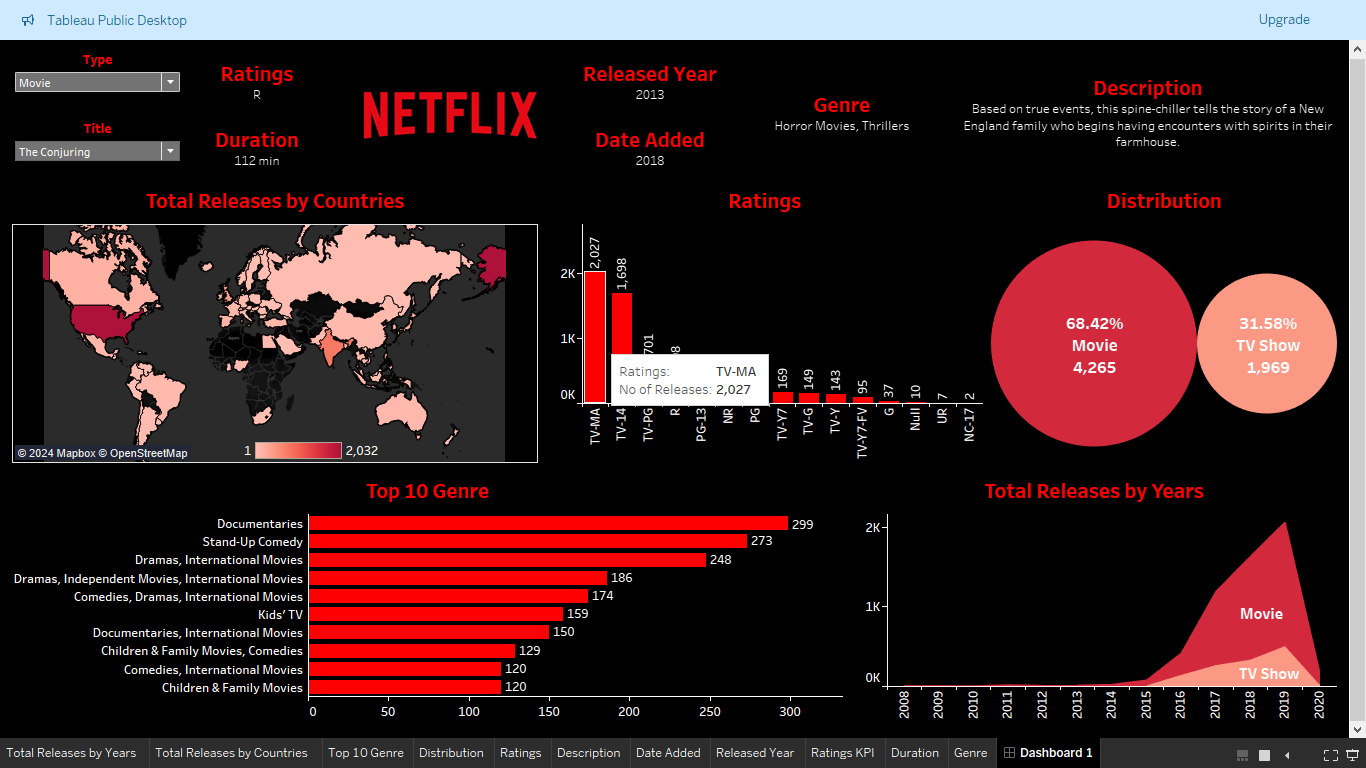 Tableau Public Desktop
Upgrade
Type
Movie
Title
The Conjuring
Ratings
R
Duration
112 min
NETFLIX
Released Year
2013
Date Added
2018
Genre
Horror Movies, Thrillers
Description
Based on true events, this spine-chiller tells the story of a New
England family who begins having encounters with spirits in their
farmhouse.
Total Releases by Countries
© 2024 Mapbox © OpenStreetMap
1
2,032
Ratings
2K
1K
0K
2,027
1,698
701
169
149
143
95
37
10
7
2
Ratings: TV-MA
No of Releases: 2,027
TV-MA
TV-14
TV-PG
R
PG-13
NR
PG
TV-Y7
TV-G
TV-Y
TV-Y7-FV
G
Null
UR
NC-17
Distribution
68.42%
Movie
4,265
31.58%
TV Show
1,969
Top 10 Genre
Documentaries 299
Stand-Up Comedy 273
Dramas, International Movies 248
Dramas, Independent Movies, International Movies 186
Comedies, Dramas, International Movies 174
Kids' TV 159
Documentaries, International Movies 150
Children & Family Movies, Comedies 129
Comedies, International Movies 120
Children & Family Movies 120
0 50 100 150 200 250 300
Total Releases by Years
2K
1K
0K
Movie
TV Show
2008 2009 2010 2011 2012 2013 2014 2015 2016 2017 2018 2019 2020
Total Releases by Years Total Releases by Countries Top 10 Genre Distribution Ratings Description Date Added Released Year Ratings KPI Duration Genre Dashboard 1